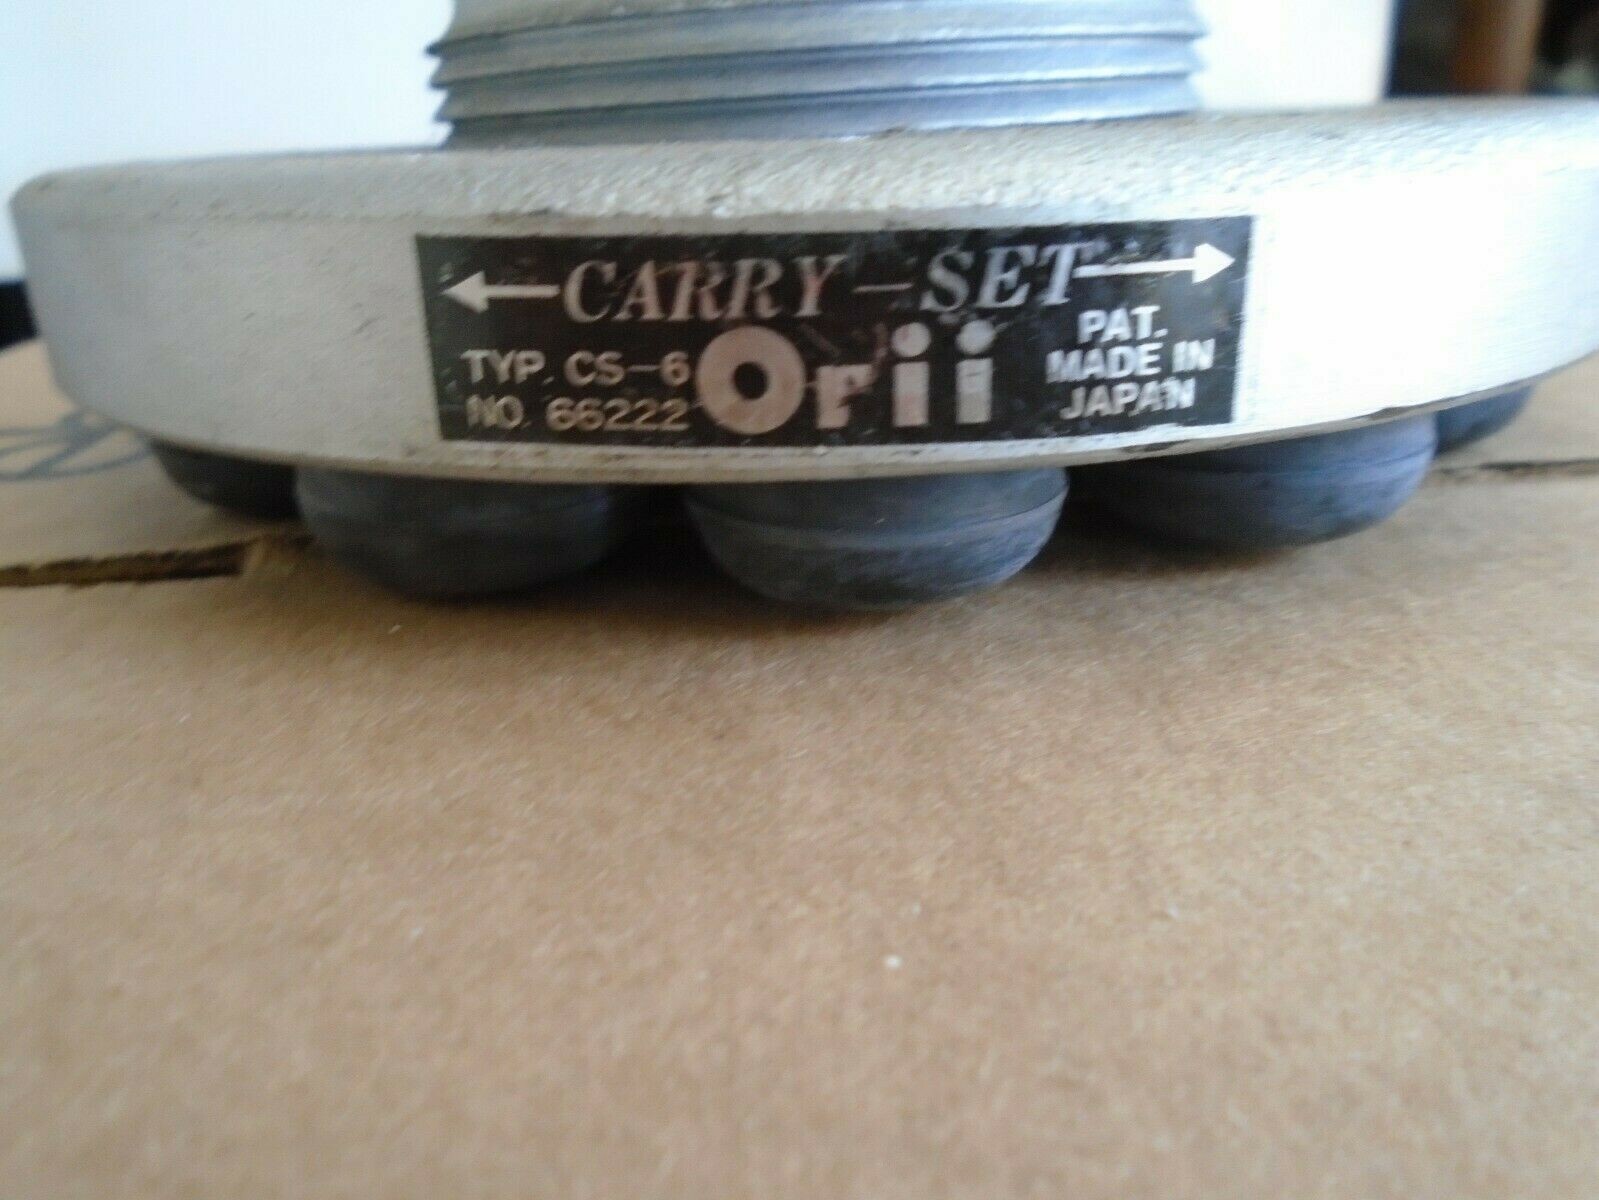 CARRY-SET
TYP. CS-6
NO. 66222
Orii
PAT.
MADE IN
JAPAN